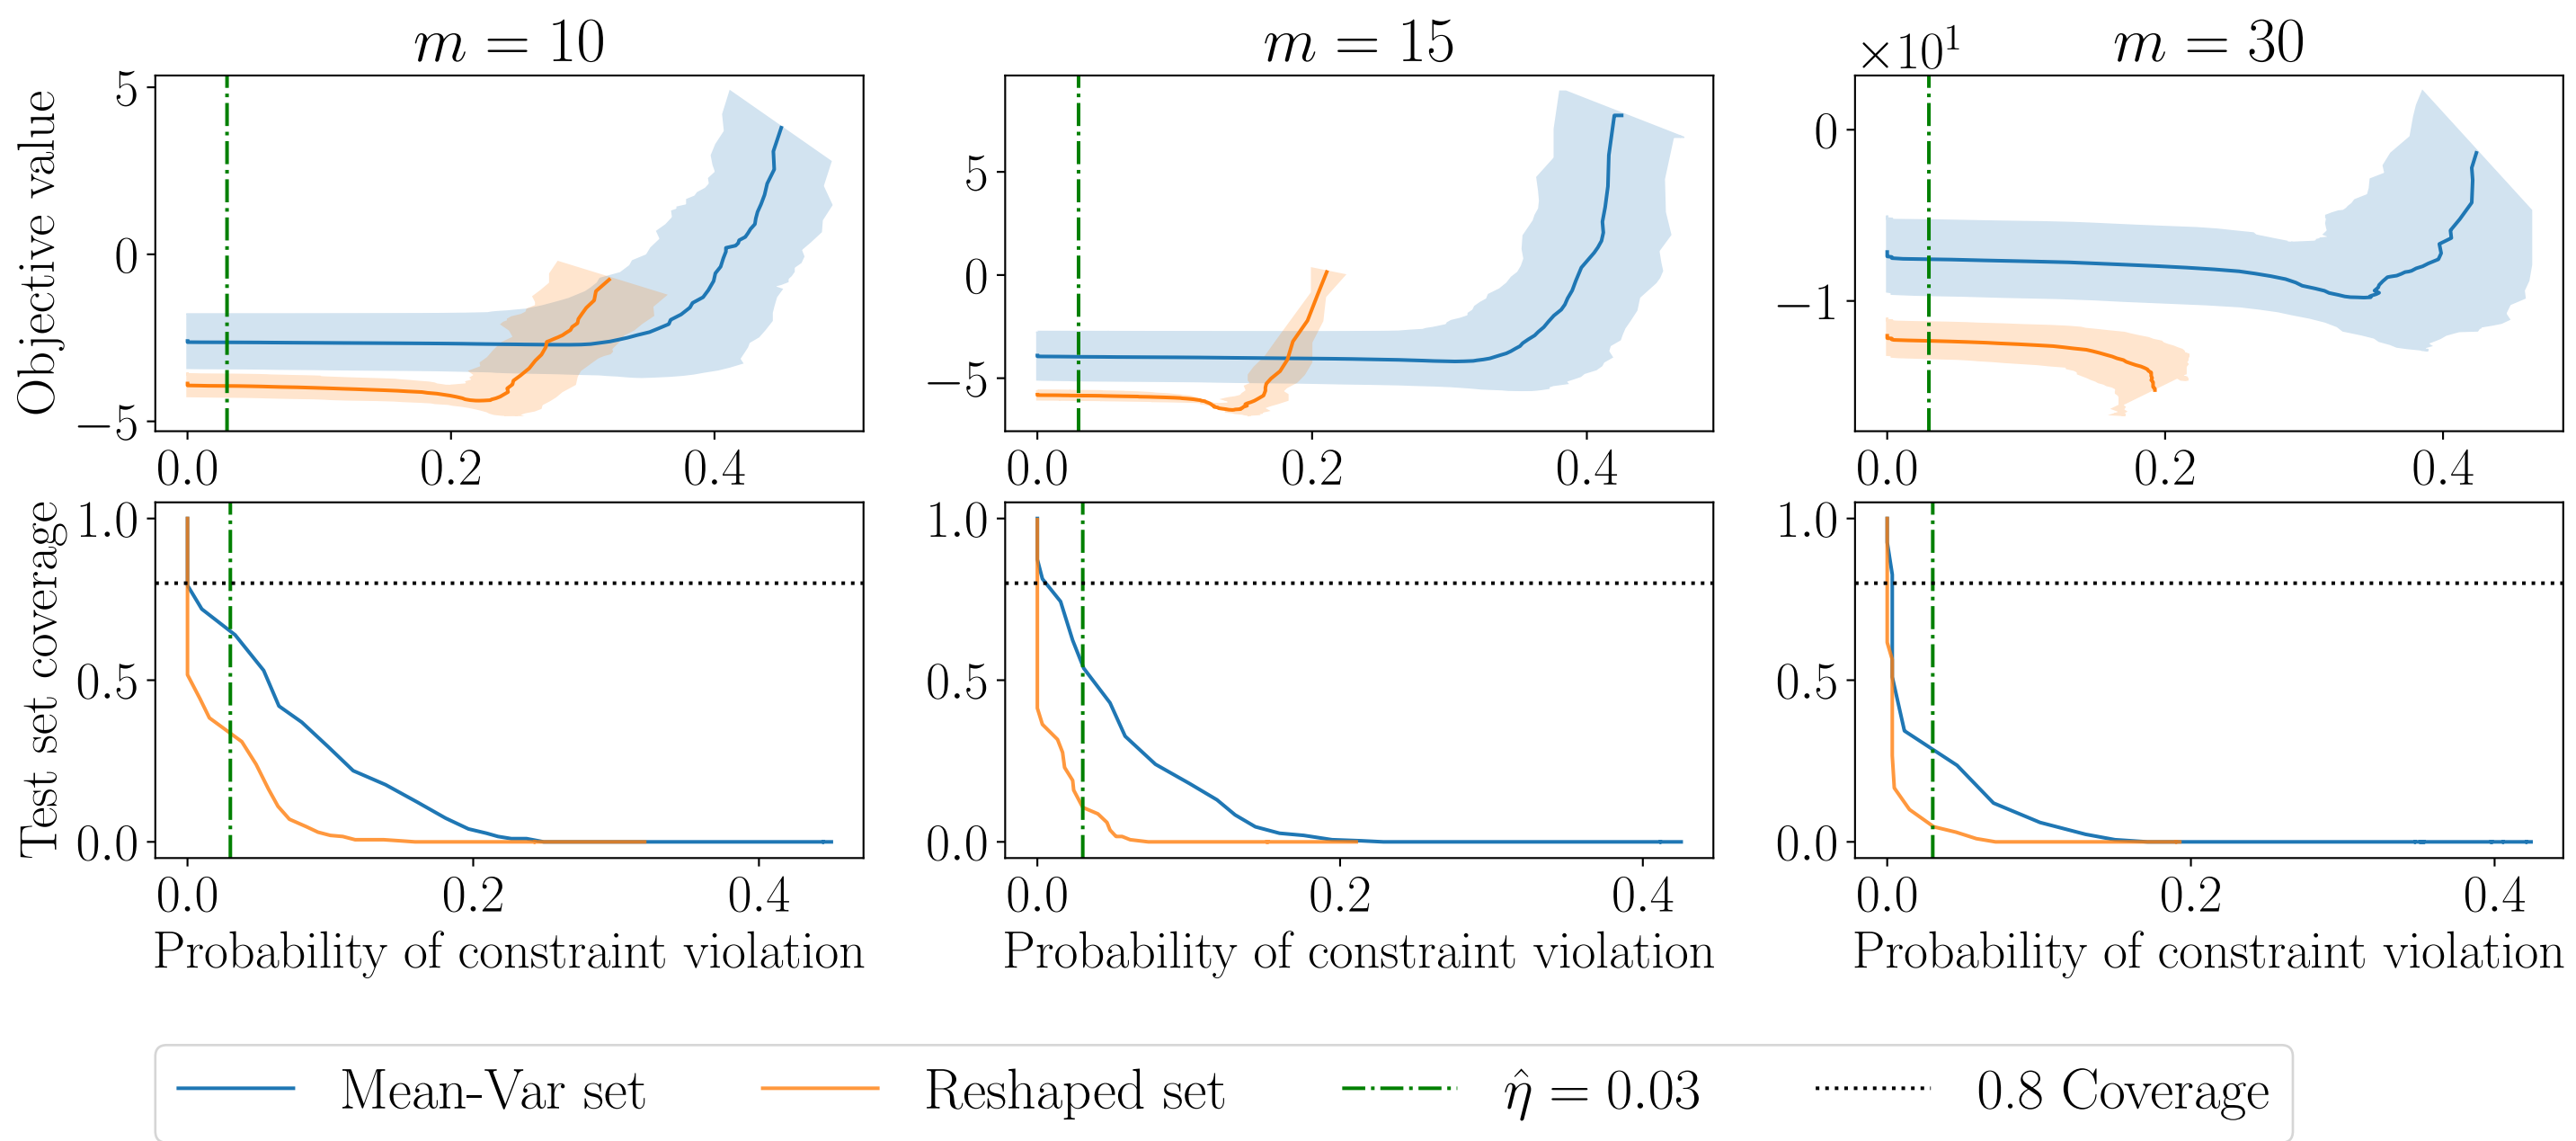 m = 10
m = 15
×10¹
m = 30
Objective value
5
0
−5
0.0 0.2 0.4
5
0
−5
0.0 0.2 0.4
0
−1
0.0 0.2 0.4
Test set coverage
1.0
0.5
0.0
0.0 0.2 0.4
Probability of constraint violation
1.0
0.5
0.0
0.0 0.2 0.4
Probability of constraint violation
1.0
0.5
0.0
0.0 0.2 0.4
Probability of constraint violation
Mean-Var set Reshaped set η̂ = 0.03 0.8 Coverage